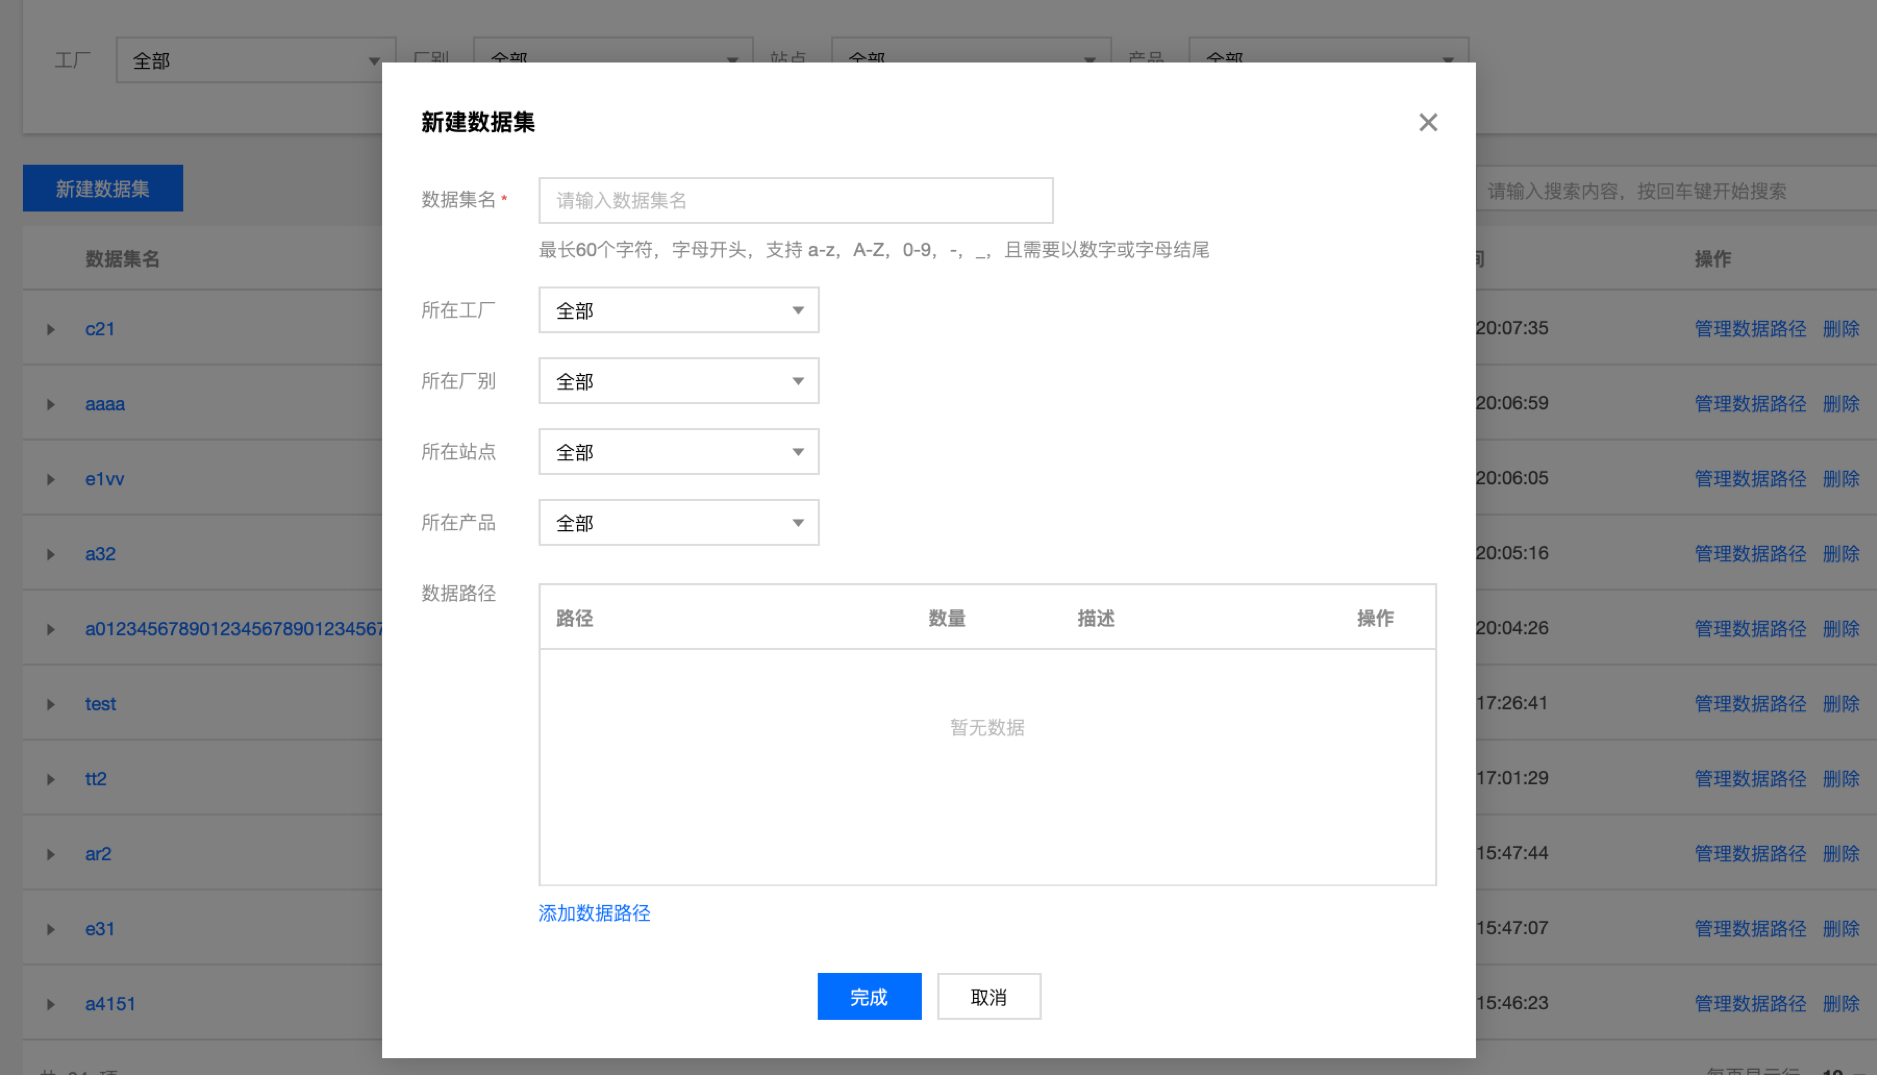 工厂 全部 厂别 全部 站点 全部 产品 全部
新建数据集
新建数据集 请输入搜索内容，按回车键开始搜索
数据集名* 请输入数据集名
最长60个字符，字母开头，支持 a-z，A-Z，0-9，-，_，且需要以数字或字母结尾
数据集名 间 操作
所在工厂 全部
c21 20:07:35 管理数据路径 删除
所在厂别 全部
aaaa 20:06:59 管理数据路径 删除
所在站点 全部
e1vv 20:06:05 管理数据路径 删除
所在产品 全部
a32 20:05:16 管理数据路径 删除
数据路径
路径 数量 描述 操作
a0123456789012345678901234567 20:04:26 管理数据路径 删除
test 17:26:41 管理数据路径 删除
暂无数据
tt2 17:01:29 管理数据路径 删除
ar2 15:47:44 管理数据路径 删除
添加数据路径
e31 15:47:07 管理数据路径 删除
完成 取消
a4151 15:46:23 管理数据路径 删除